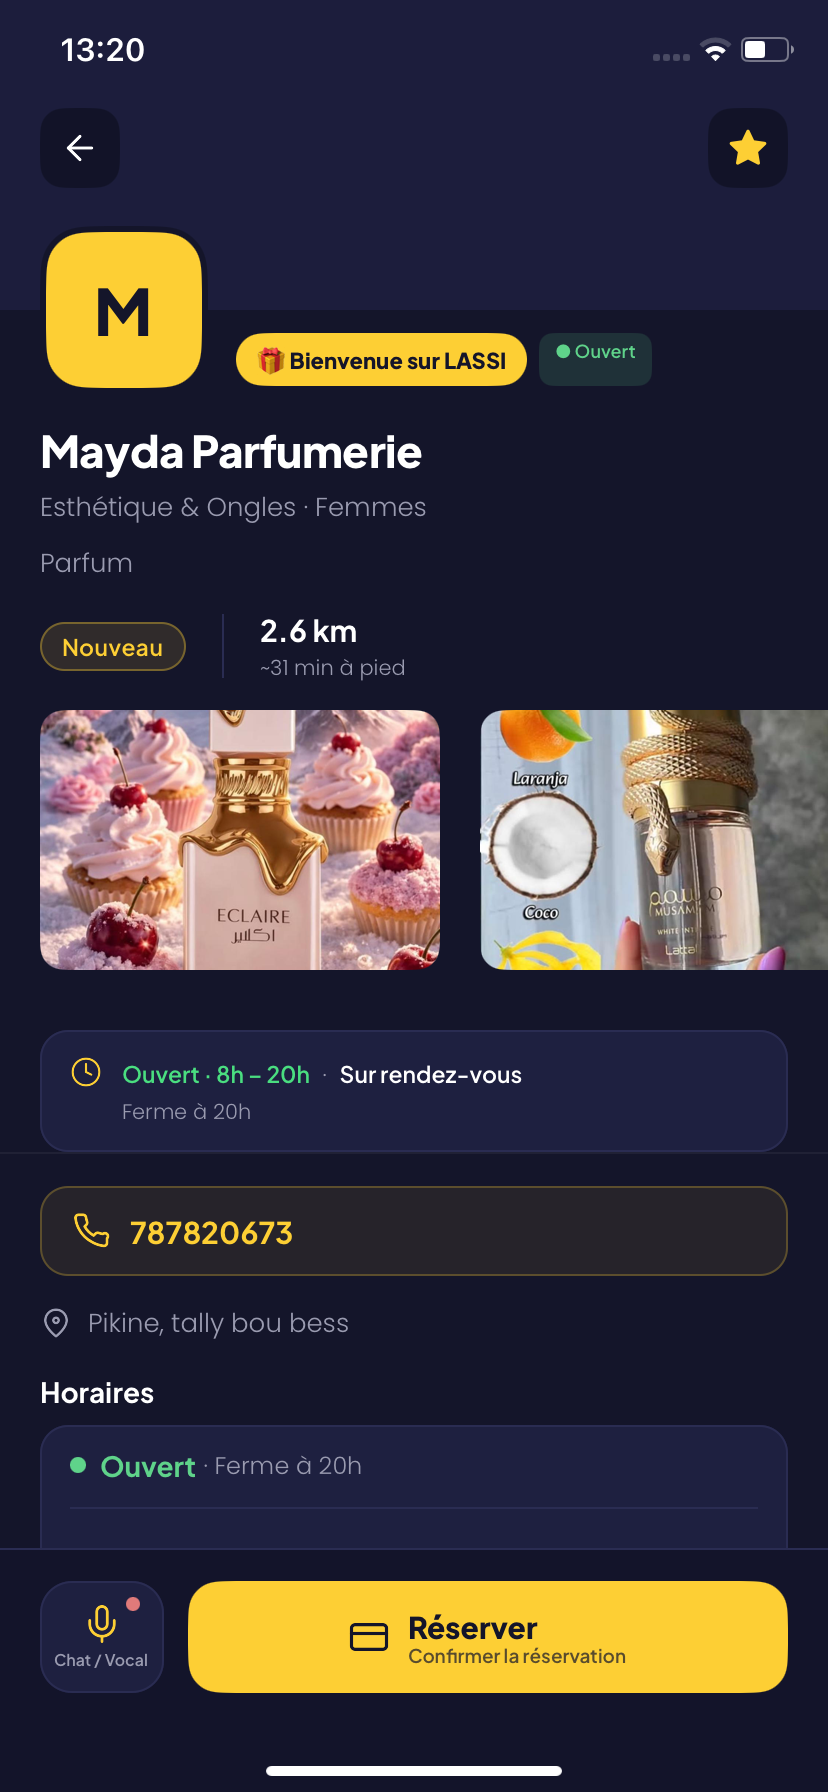 13:20
M
🎁 Bienvenue sur LASSI
Ouvert
Mayda Parfumerie
Esthétique & Ongles · Femmes
Parfum
Nouveau
2.6 km
~31 min à pied
ECLAIRE
اكلير
Laranja
Coco
WHITE
Lattafa
Ouvert · 8h – 20h · Sur rendez-vous
Ferme à 20h
787820673
Pikine, tally bou bess
Horaires
Ouvert · Ferme à 20h
Chat / Vocal
Réserver
Confirmer la réservation